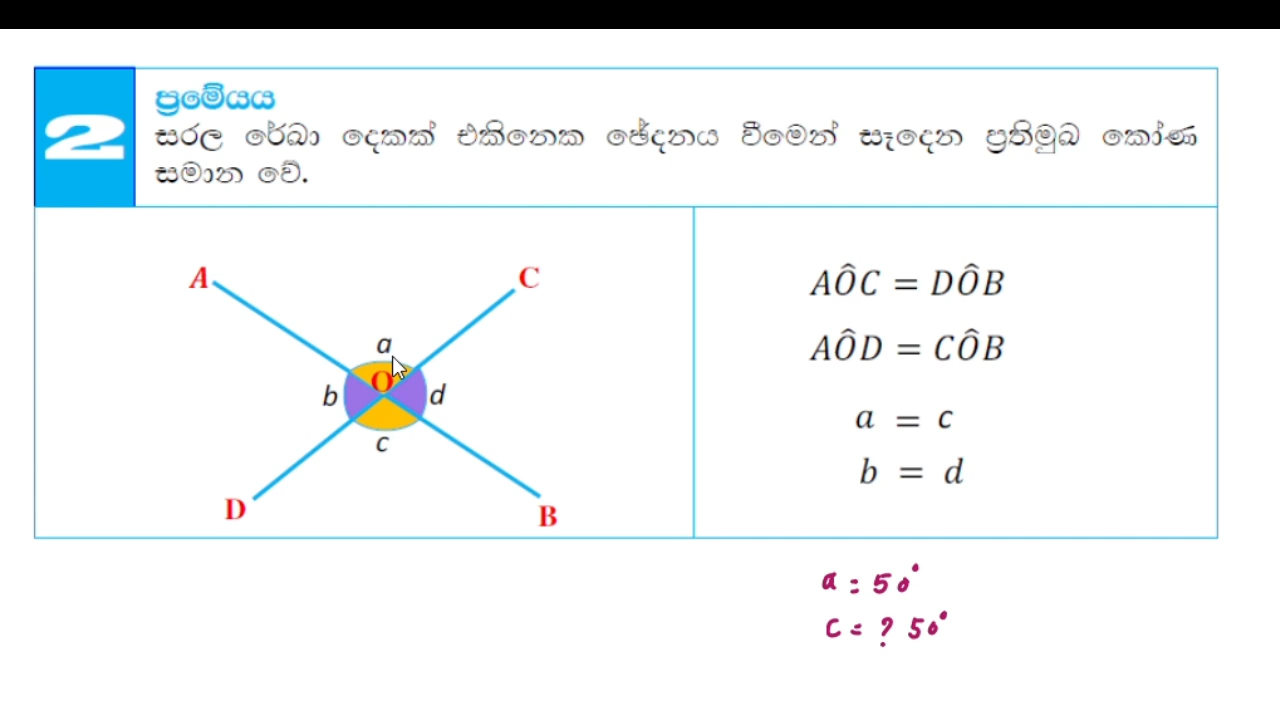 2
ප්‍රමේයය
සරල රේඛා දෙකක් එකිනෙක ඡේදනය වීමෙන් සෑදෙන ප්‍රතිමුඛ කෝණ
සමාන වේ.
A
C
a
O
b
d
c
D
B
AÔC = DÔB
AÔD = CÔB
a = c
b = d
a = 50°
c = ? 50°